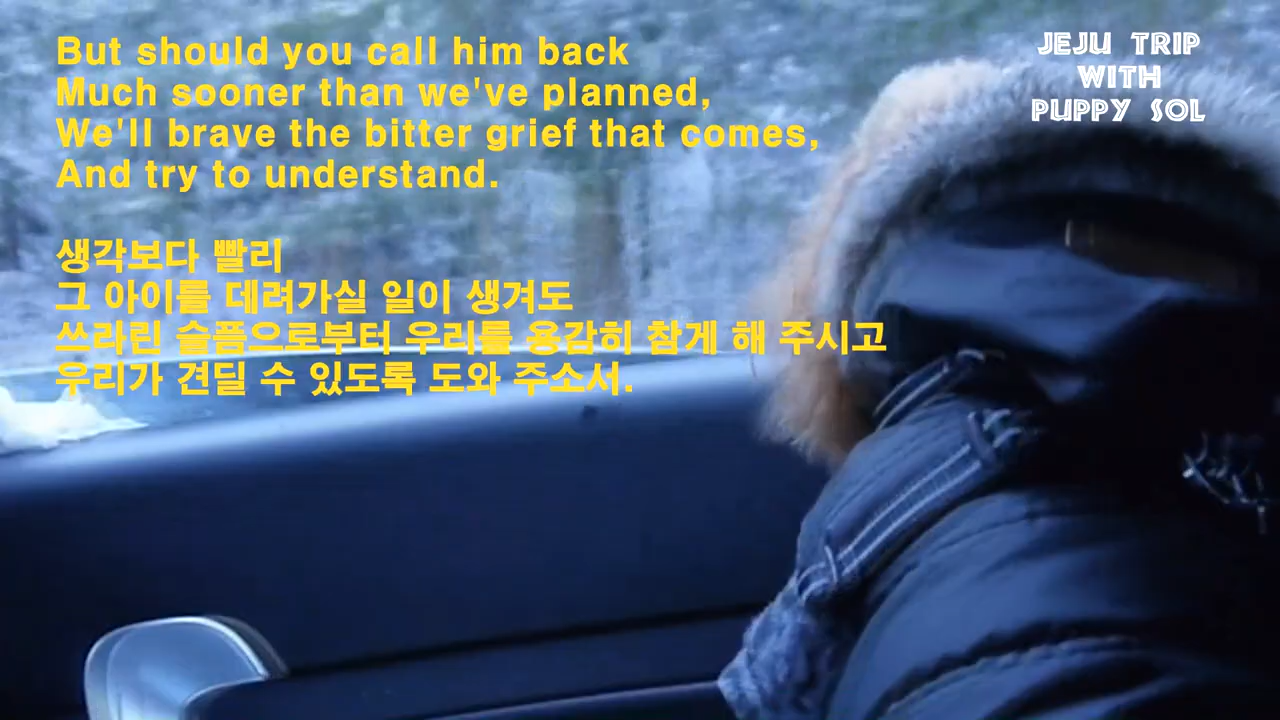 But should you call him back
Much sooner than we've planned,
We'll brave the bitter grief that comes,
And try to understand.
생각보다 빨리
그 아이를 데려가실 일이 생겨도
쓰라린 슬픔으로부터 우리를 용감히 참게 해 주시고
우리가 견딜 수 있도록 도와 주소서.
JEJU TRIP
WITH
PUPPY SOL